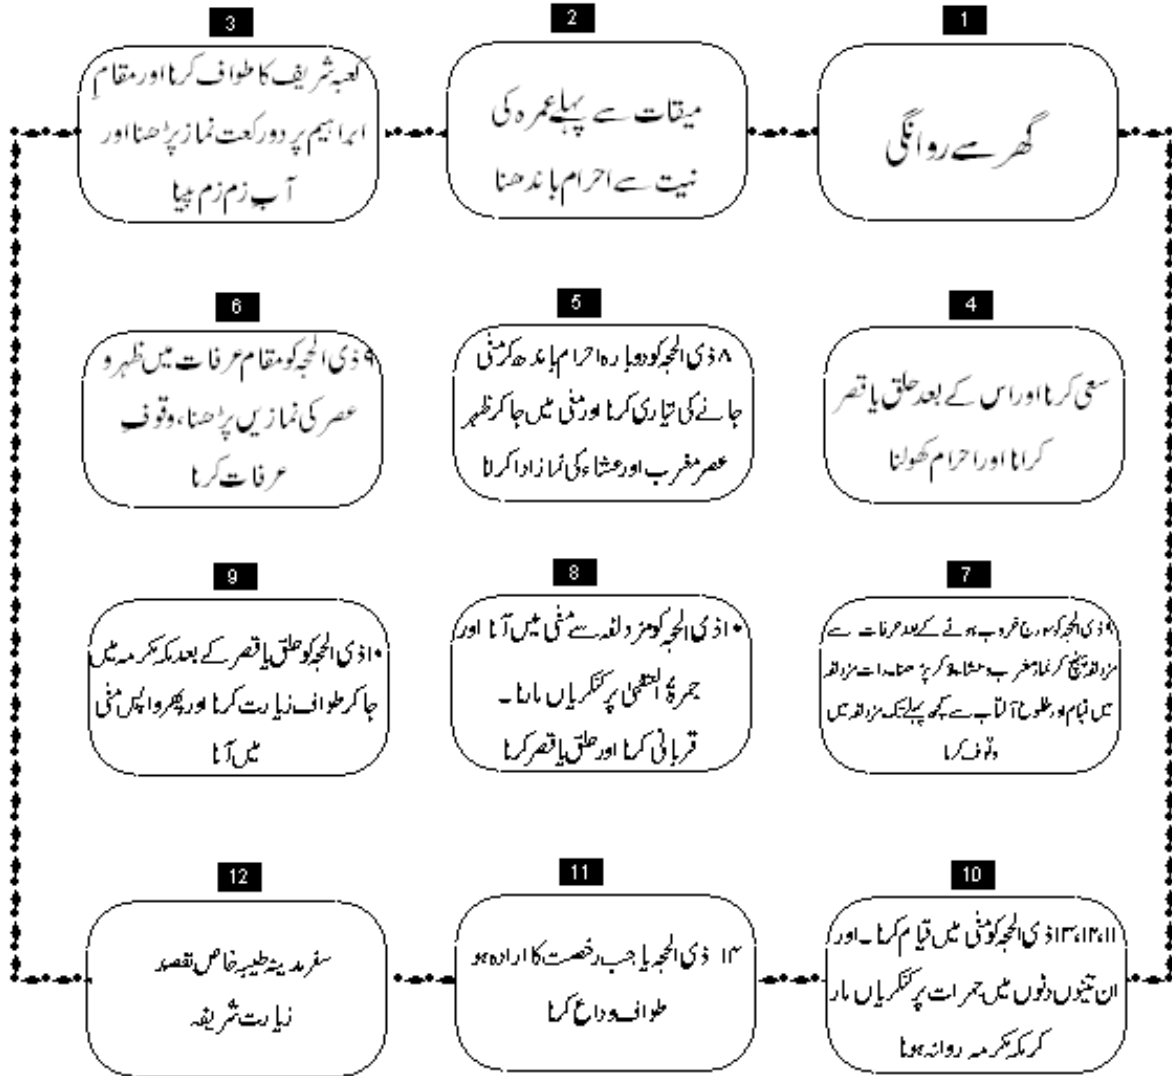 1
گھر سے روانگی
2
میقات سے پہلے عمرہ کی
نیت سے احرام باندھنا
3
کعبہ شریف کا طواف کرنا اور مقامِ
ابراہیم پر دو رکعت نماز پڑھنا اور
آبِ زم زم پینا
4
سعی کرنا اور اس کے بعد حلق یا قصر
کرانا اور احرام کھولنا
5
۸ ذی الحجہ کو دوبارہ احرام باندھ کر منٰی
جانے کی تیاری کرنا اور منٰی میں جا کر ظہر
عصر مغرب اور عشاء کی نماز ادا کرنا
6
۹ ذی الحجہ کو مقام عرفات میں ظہر و
عصر کی نمازیں پڑھنا، وقوفِ
عرفات کرنا
7
۹ ذی الحجہ کو سورج غروب ہونے کے بعد عرفات سے
مزدلفہ پہنچ کر نماز مغرب و عشاء ملا کر پڑھنا۔ رات مزدلفہ
میں قیام اور طلوع آفتاب سے کچھ پہلے تک مزدلفہ میں
وقوف کرنا
8
۱۰ ذی الحجہ کو مزدلفہ سے منٰی میں آنا اور
جمرۃ العقبیٰ پر کنکریاں مارنا۔
قربانی کرنا اور حلق یا قصر کرنا
9
۱۰ ذی الحجہ کو حلق یا قصر کے بعد مکہ مکرمہ میں
جا کر طواف زیارت کرنا اور پھر واپس منٰی
میں آنا
10
۱۱،۱۲،۱۳ ذی الحجہ کو منٰی میں قیام کرنا۔ اور
ان تینوں دنوں میں جمرات پر کنکریاں مار
کر مکہ مکرمہ روانہ ہونا
11
۱۳ ذی الحجہ یا جب رخصت کا ارادہ ہو
طواف وداع کرنا
12
سفر مدینہ طیبہ خاص بقصد
زیارت شریفہ